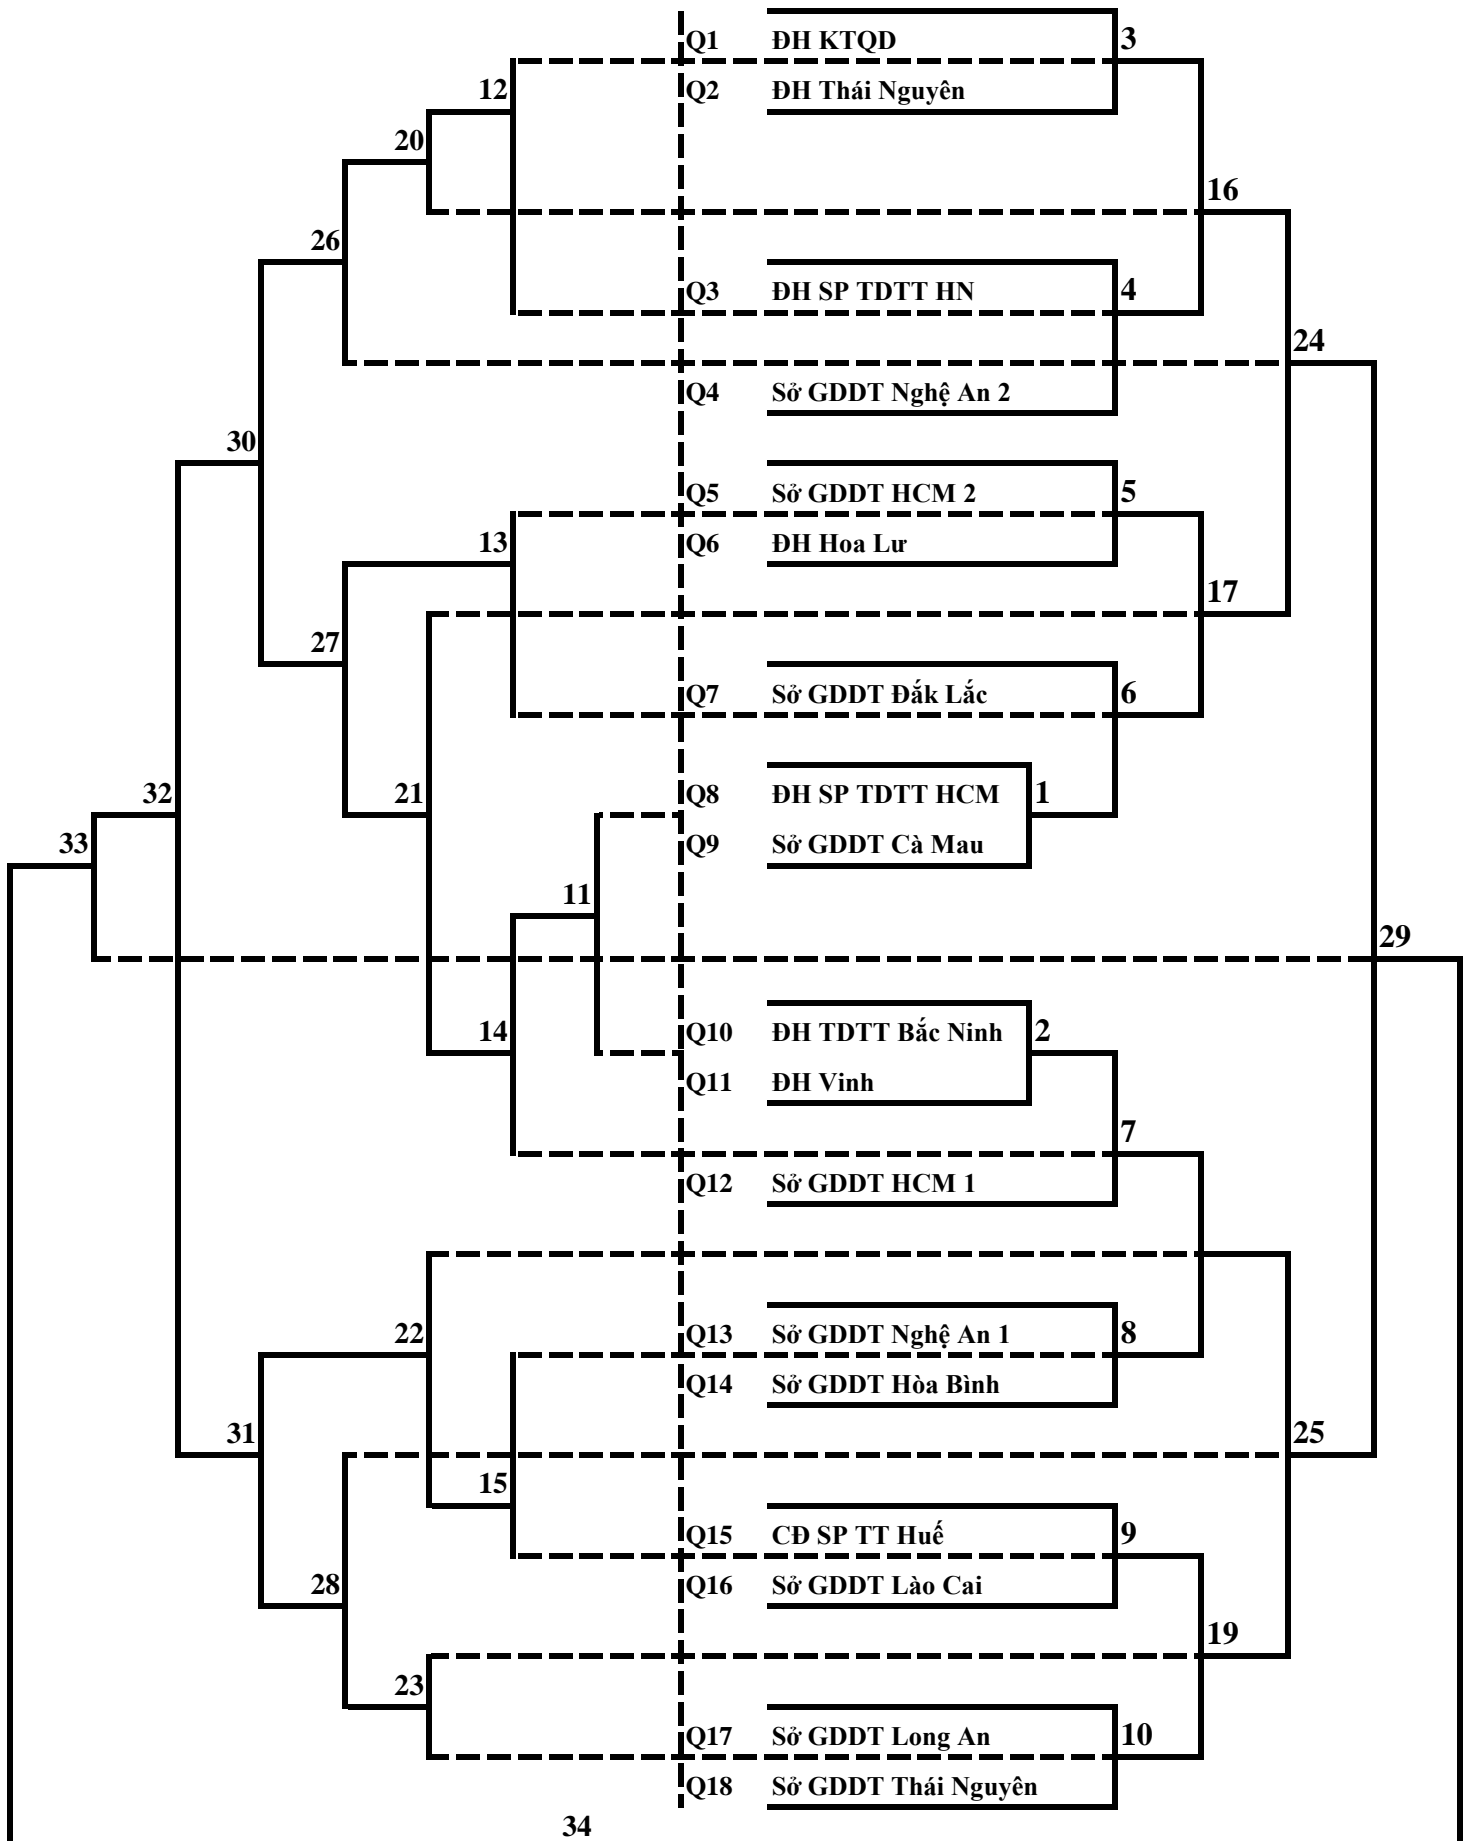 Q1 ĐH KTQD 3
12 Q2 ĐH Thái Nguyên
20
16
26
Q3 ĐH SP TDTT HN 4
24
Q4 Sở GDDT Nghệ An 2
30
Q5 Sở GDDT HCM 2 5
13 Q6 ĐH Hoa Lư
17
27
Q7 Sở GDDT Đắk Lắc 6
32 21 Q8 ĐH SP TDTT HCM 1
33 Q9 Sở GDDT Cà Mau
11
29
14 Q10 ĐH TDTT Bắc Ninh 2
Q11 ĐH Vinh
7
Q12 Sở GDDT HCM 1
22 Q13 Sở GDDT Nghệ An 1 8
Q14 Sở GDDT Hòa Bình
31 25
15
Q15 CĐ SP TT Huế 9
28 Q16 Sở GDDT Lào Cai
19
23
Q17 Sở GDDT Long An 10
Q18 Sở GDDT Thái Nguyên
34